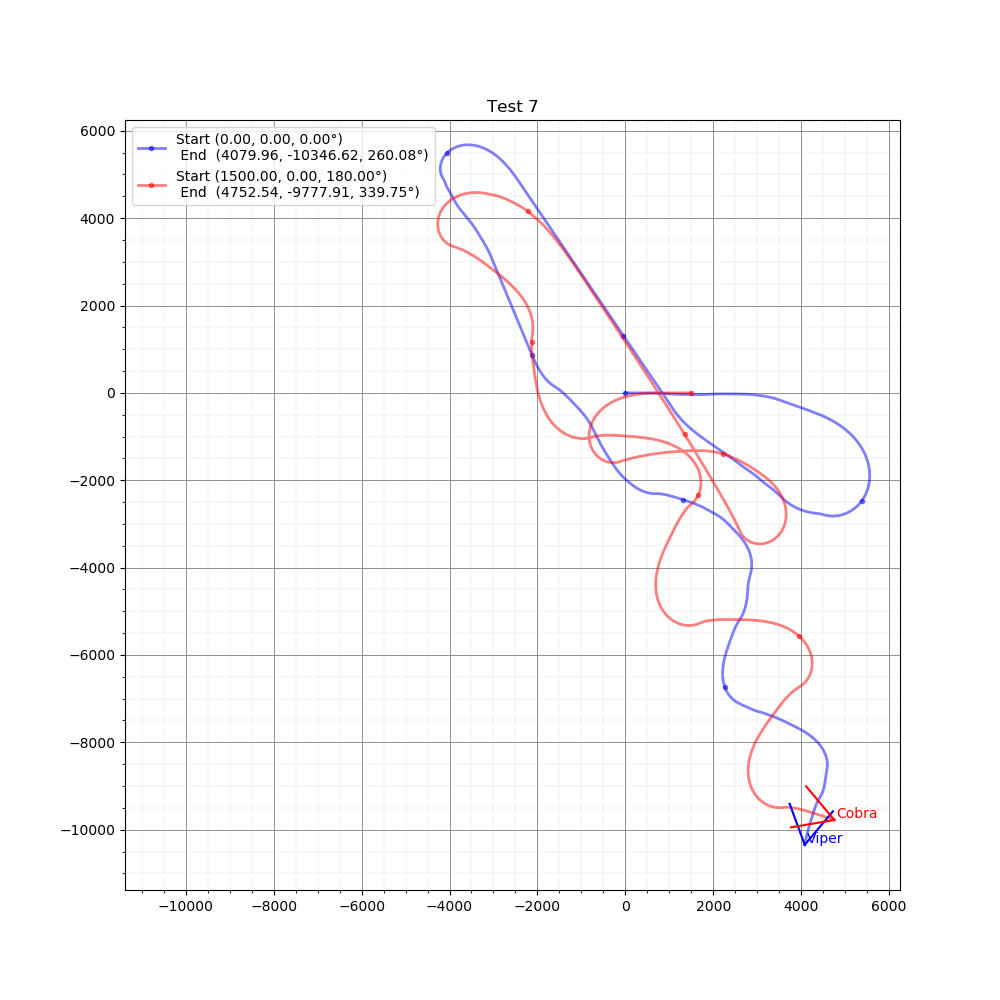 Test 7
Start (0.00, 0.00, 0.00°)
End (4079.96, -10346.62, 260.08°)
Start (1500.00, 0.00, 180.00°)
End (4752.54, -9777.91, 339.75°)
6000
4000
2000
0
−2000
−4000
−6000
−8000
−10000
Cobra
Viper
−10000 −8000 −6000 −4000 −2000 0 2000 4000 6000